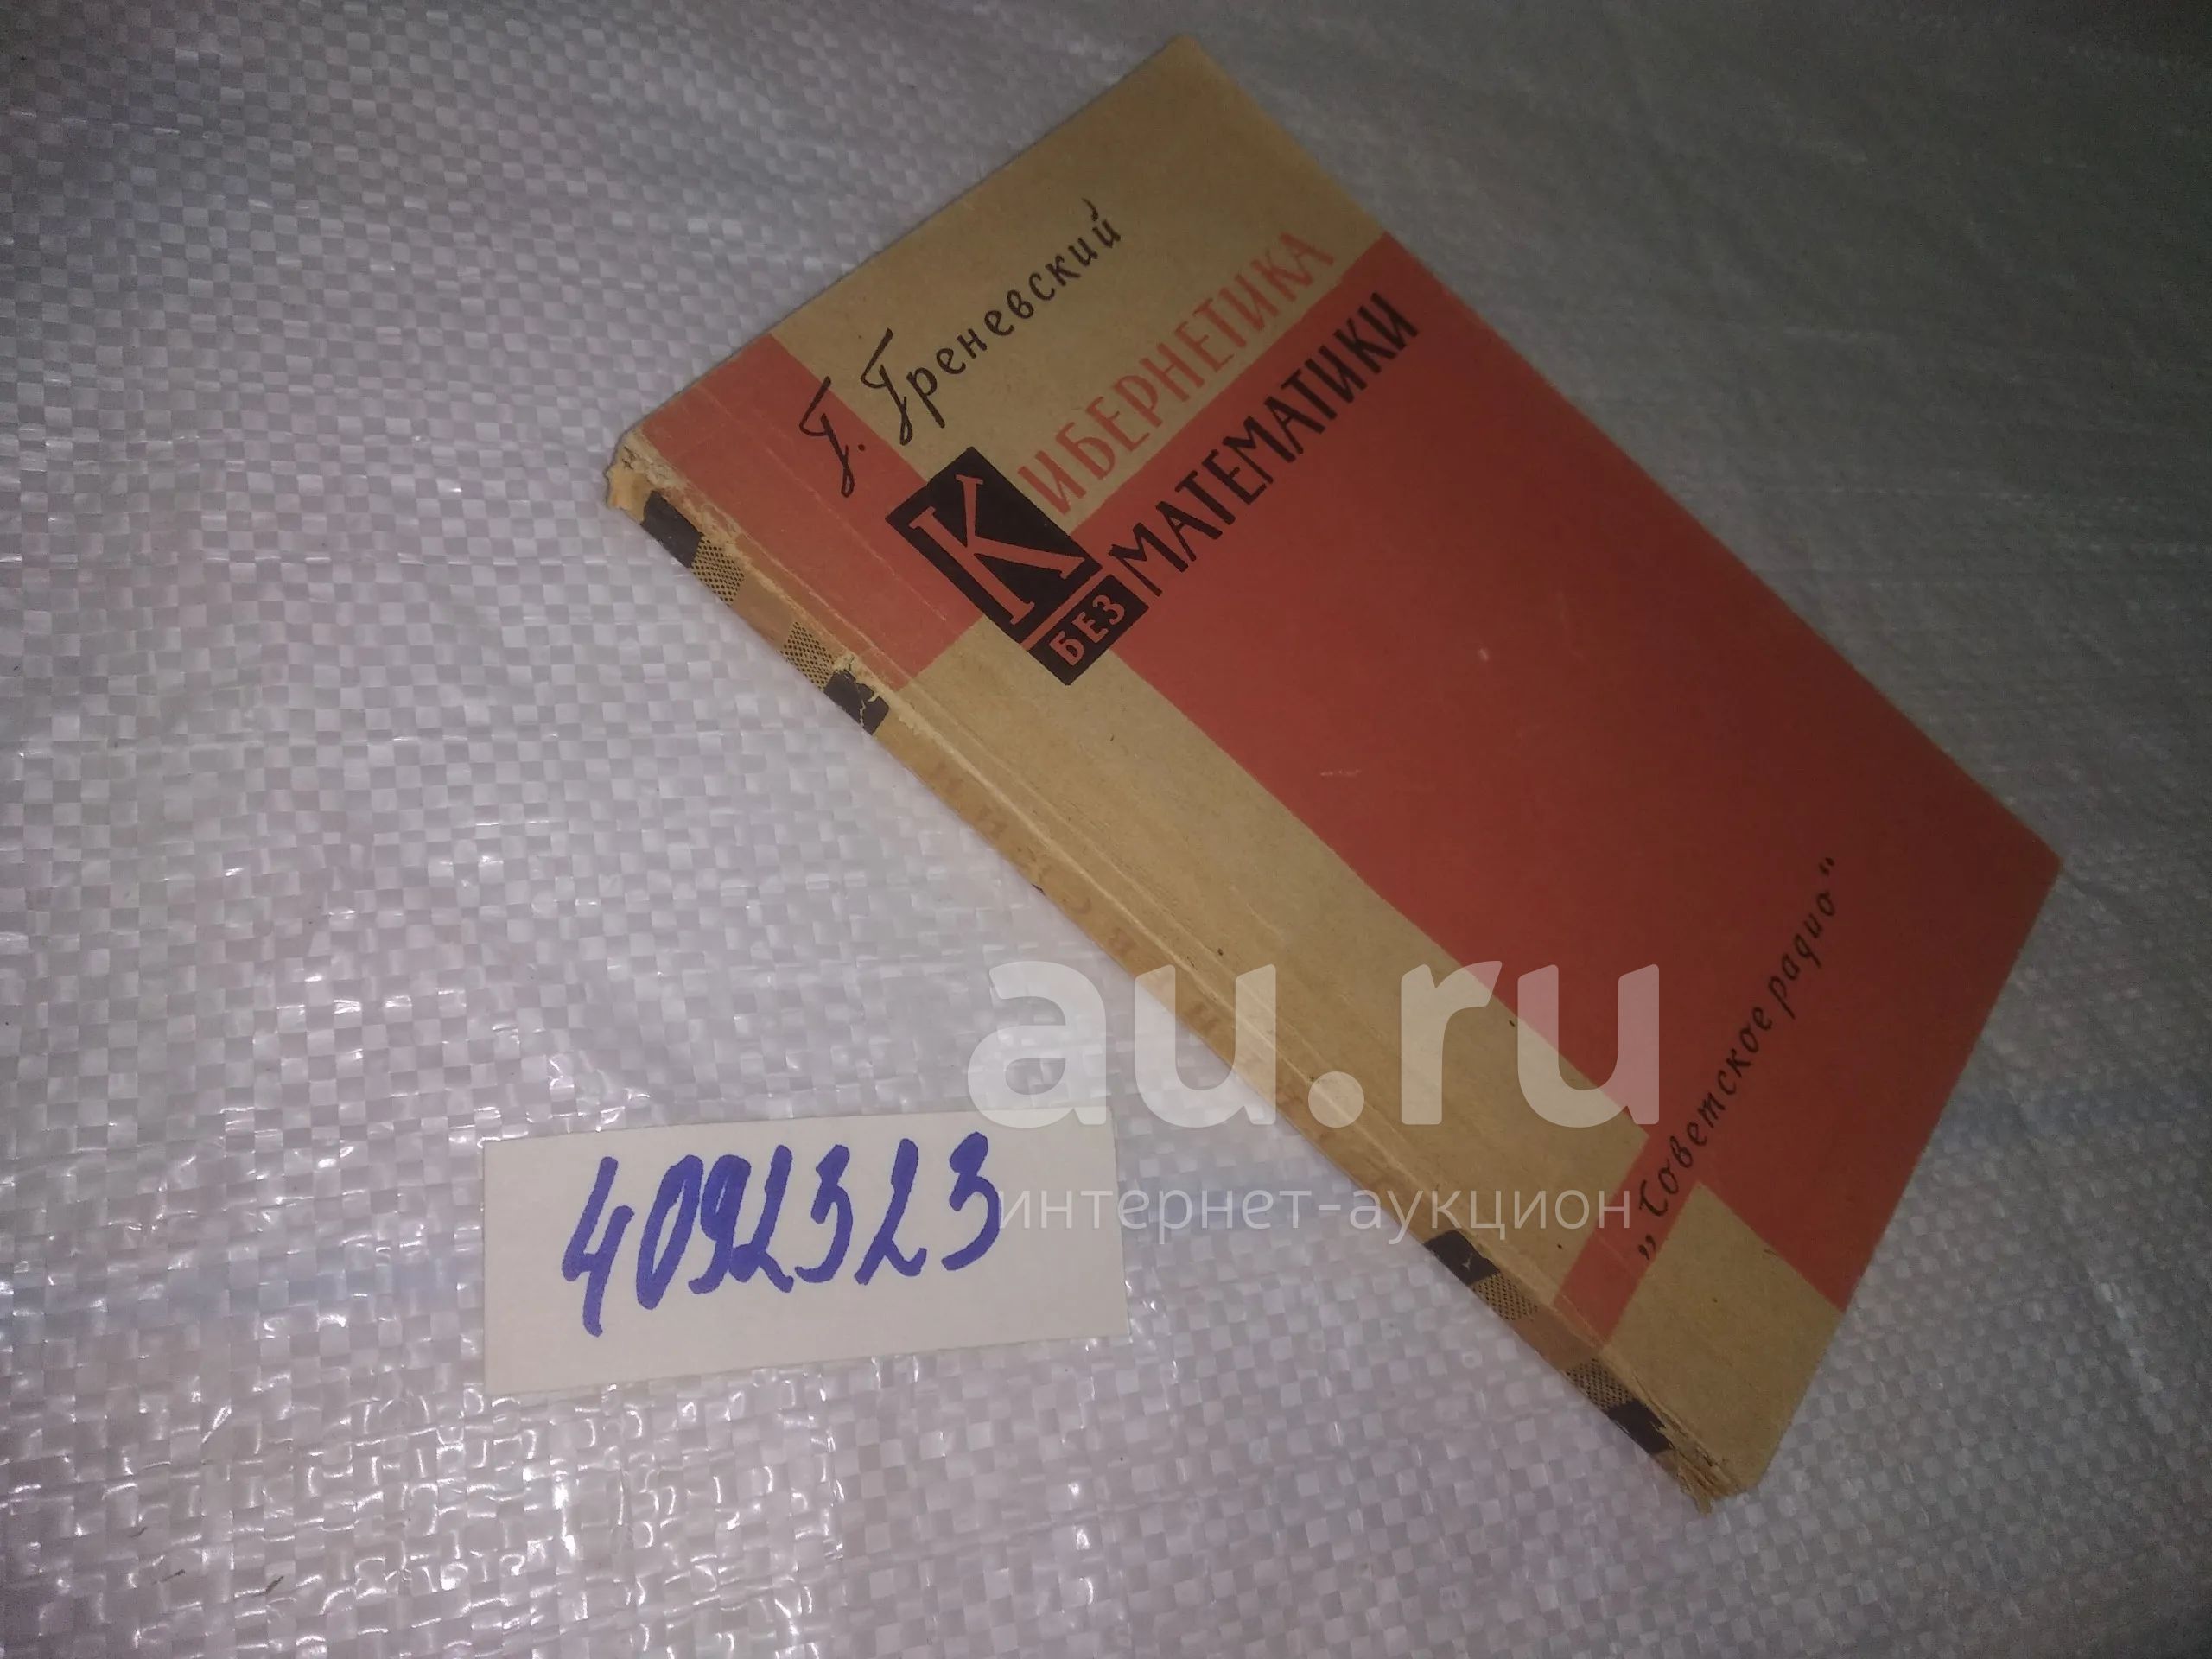 Г. Греневский
КИБЕРНЕТИКА
БЕЗ МАТЕМАТИКИ
„Советское радио“
au.ru
интернет-аукцион
4092323